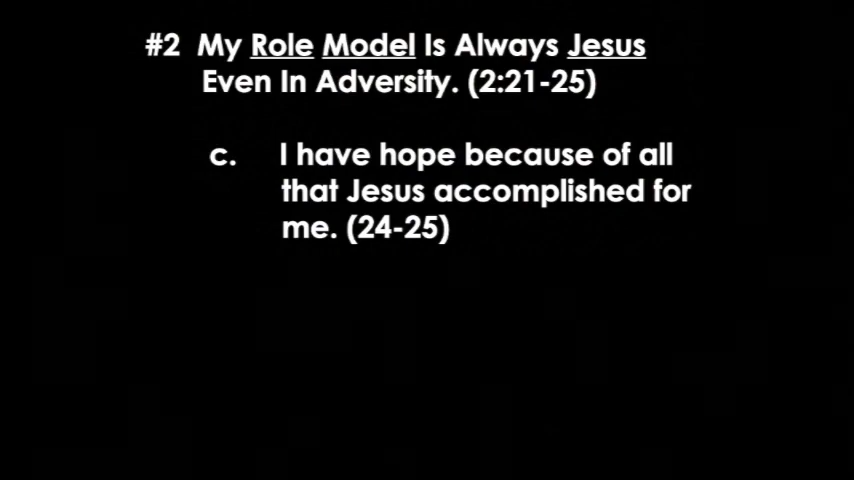 #2 My Role Model Is Always Jesus
Even In Adversity. (2:21-25)
c. I have hope because of all
that Jesus accomplished for
me. (24-25)